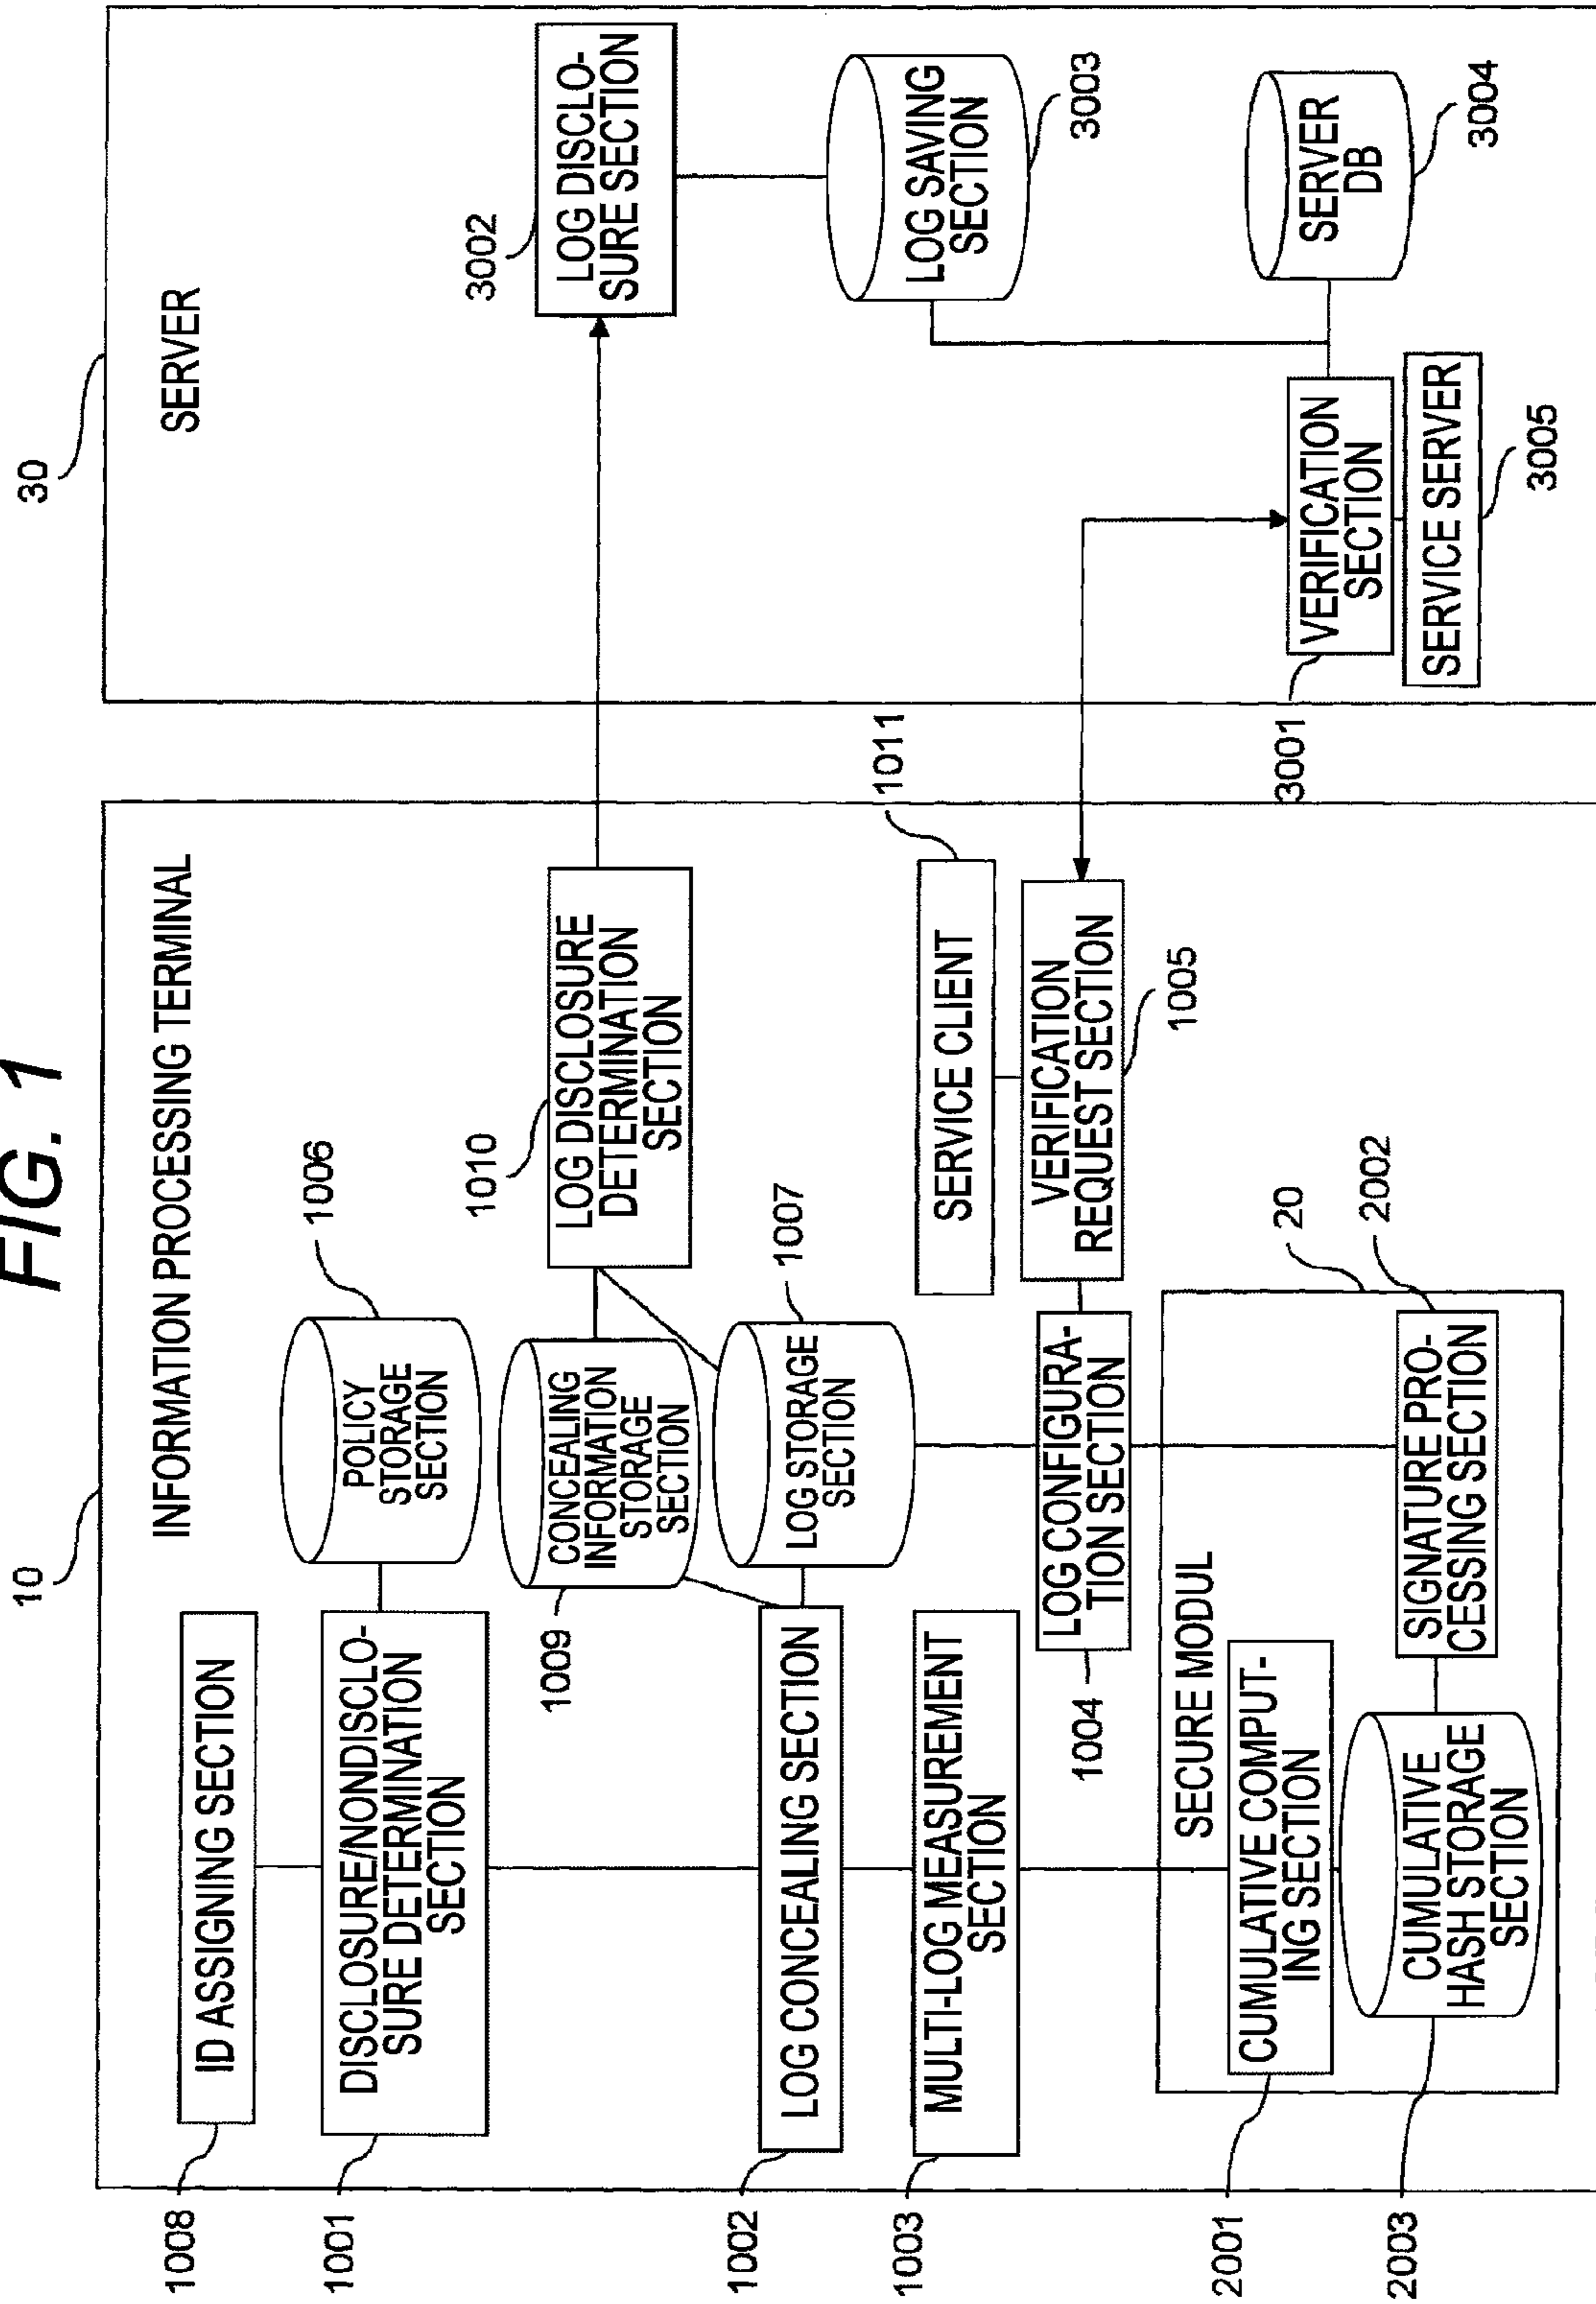 FIG. 1
10
INFORMATION PROCESSING TERMINAL
1008
ID ASSIGNING SECTION
1001
DISCLOSURE/NONDISCLO-
SURE DETERMINATION
SECTION
POLICY
STORAGE
SECTION
1006
1009
CONCEALING
INFORMATION
STORAGE
SECTION
1010
LOG DISCLOSURE
DETERMINATION
SECTION
1002
LOG CONCEALING SECTION
LOG STORAGE
SECTION
1007
1003
MULTI-LOG MEASUREMENT
SECTION
SERVICE CLIENT
1011
1004
LOG CONFIGURA-
TION SECTION
VERIFICATION
REQUEST SECTION
1005
SECURE MODUL
20
2001
CUMULATIVE COMPUT-
ING SECTION
2003
CUMULATIVE
HASH STORAGE
SECTION
SIGNATURE PRO-
CESSING SECTION
2002
30
SERVER
3002
LOG DISCLO-
SURE SECTION
LOG SAVING
SECTION
3003
3001
VERIFICATION
SECTION
SERVER
DB
3004
SERVICE SERVER
3005